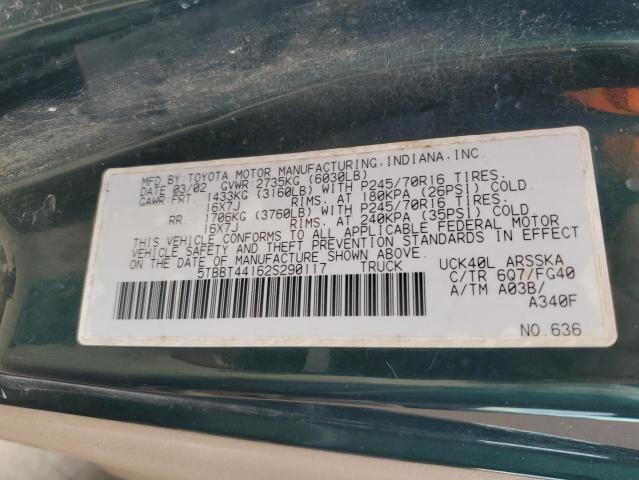 MFD. BY: TOYOTA MOTOR MANUFACTURING, INDIANA, INC.
DATE: 03/02 GVWR: 2735KG (6030LB)
GAWR: FRT. 1433KG (3160LB) WITH P245/70R16 TIRES,
16X7J RIMS, AT 180KPA (26PSI) COLD.
RR. 1706KG (3760LB) WITH P245/70R16 TIRES,
16X7J RIMS, AT 240KPA (35PSI) COLD.
THIS VEHICLE CONFORMS TO ALL APPLICABLE FEDERAL MOTOR
VEHICLE SAFETY AND THEFT PREVENTION STANDARDS IN EFFECT
ON THE DATE OF MANUFACTURE SHOWN ABOVE.
5TBBT44162S290117 TRUCK
UCK40L ARSSKA
C/TR 6Q7/FG40
A/TM A03B/
A340F
NO. 636